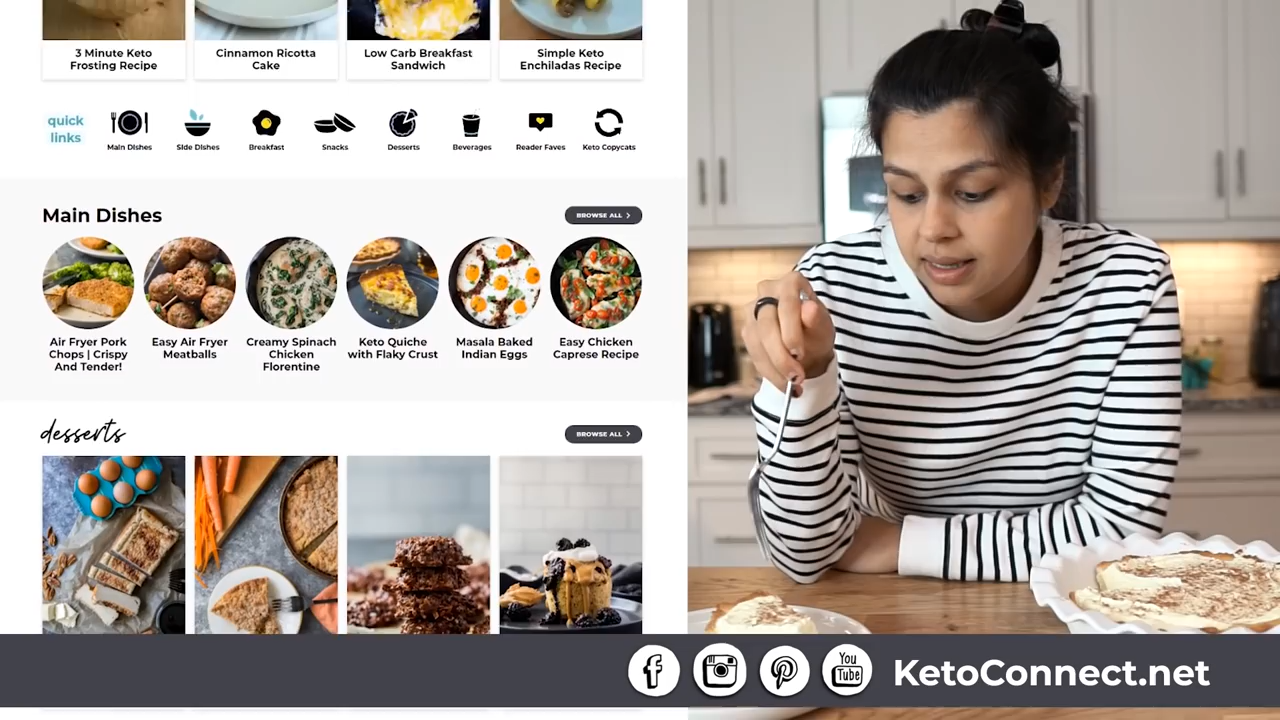 3 Minute Keto
Frosting Recipe
Cinnamon Ricotta
Cake
Low Carb Breakfast
Sandwich
Simple Keto
Enchiladas Recipe
quick
links
Main Dishes
Side Dishes
Breakfast
Snacks
Desserts
Beverages
Reader Faves
Keto Copycats
Main Dishes
BROWSE ALL >
Air Fryer Pork
Chops | Crispy
And Tender!
Easy Air Fryer
Meatballs
Creamy Spinach
Chicken
Florentine
Keto Quiche
with Flaky Crust
Masala Baked
Indian Eggs
Easy Chicken
Caprese Recipe
desserts
BROWSE ALL >
You
Tube
KetoConnect.net